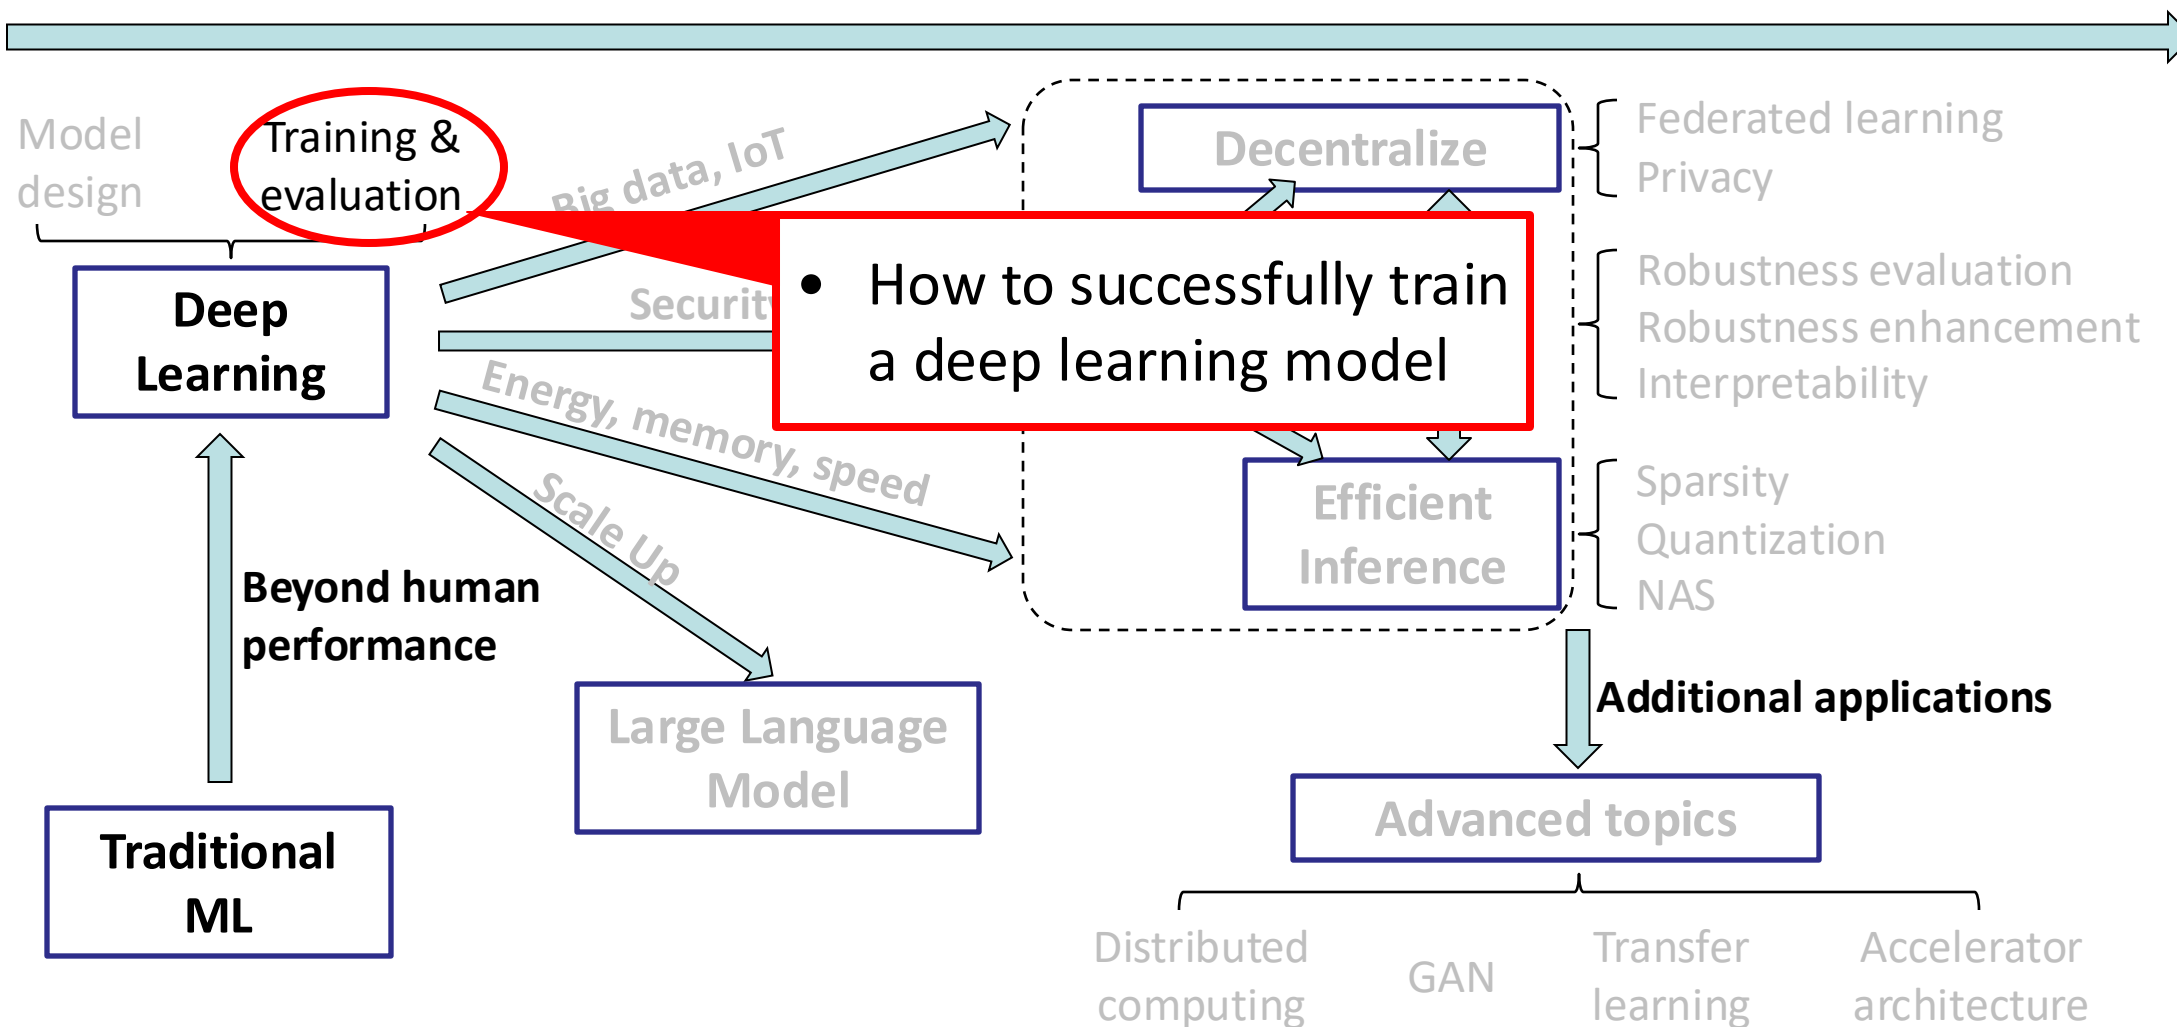 Model
design
Training &
evaluation
Deep
Learning
Beyond human
performance
Traditional
ML
Big data, IoT
Energy, memory, speed
Scale Up
Large Language
Model
• How to successfully train
a deep learning model
Decentralize
Efficient
Inference
Federated learning
Privacy
Robustness evaluation
Robustness enhancement
Interpretability
Sparsity
Quantization
NAS
Additional applications
Advanced topics
Distributed
computing
GAN
Transfer
learning
Accelerator
architecture